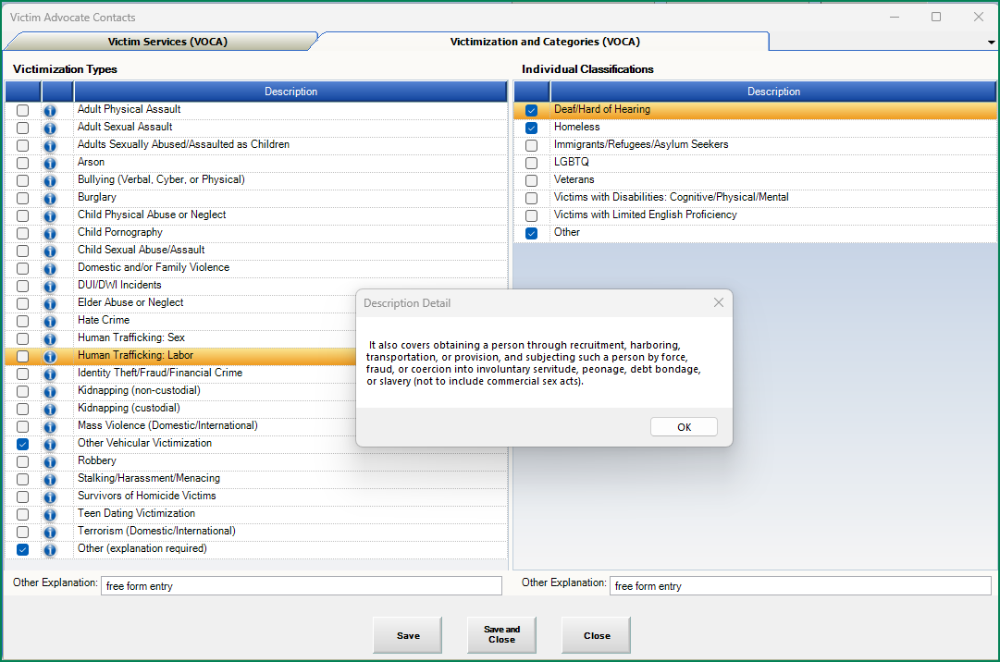 Victim Advocate Contacts
Victim Services (VOCA)
Victimization and Categories (VOCA)
Victimization Types
Description
Adult Physical Assault
Adult Sexual Assault
Adults Sexually Abused/Assaulted as Children
Arson
Bullying (Verbal, Cyber, or Physical)
Burglary
Child Physical Abuse or Neglect
Child Pornography
Child Sexual Abuse/Assault
Domestic and/or Family Violence
DUI/DWI Incidents
Elder Abuse or Neglect
Hate Crime
Human Trafficking: Sex
Human Trafficking: Labor
Identity Theft/Fraud/Financial Crime
Kidnapping (non-custodial)
Kidnapping (custodial)
Mass Violence (Domestic/International)
Other Vehicular Victimization
Robbery
Stalking/Harassment/Menacing
Survivors of Homicide Victims
Teen Dating Victimization
Terrorism (Domestic/International)
Other (explanation required)
Other Explanation: free form entry
Individual Classifications
Description
Deaf/Hard of Hearing
Homeless
Immigrants/Refugees/Asylum Seekers
LGBTQ
Veterans
Victims with Disabilities: Cognitive/Physical/Mental
Victims with Limited English Proficiency
Other
Other Explanation: free form entry
Description Detail
It also covers obtaining a person through recruitment, harboring,
transportation, or provision, and subjecting such a person by force,
fraud, or coercion into involuntary servitude, peonage, debt bondage,
or slavery (not to include commercial sex acts).
OK
Save
Save and
Close
Close